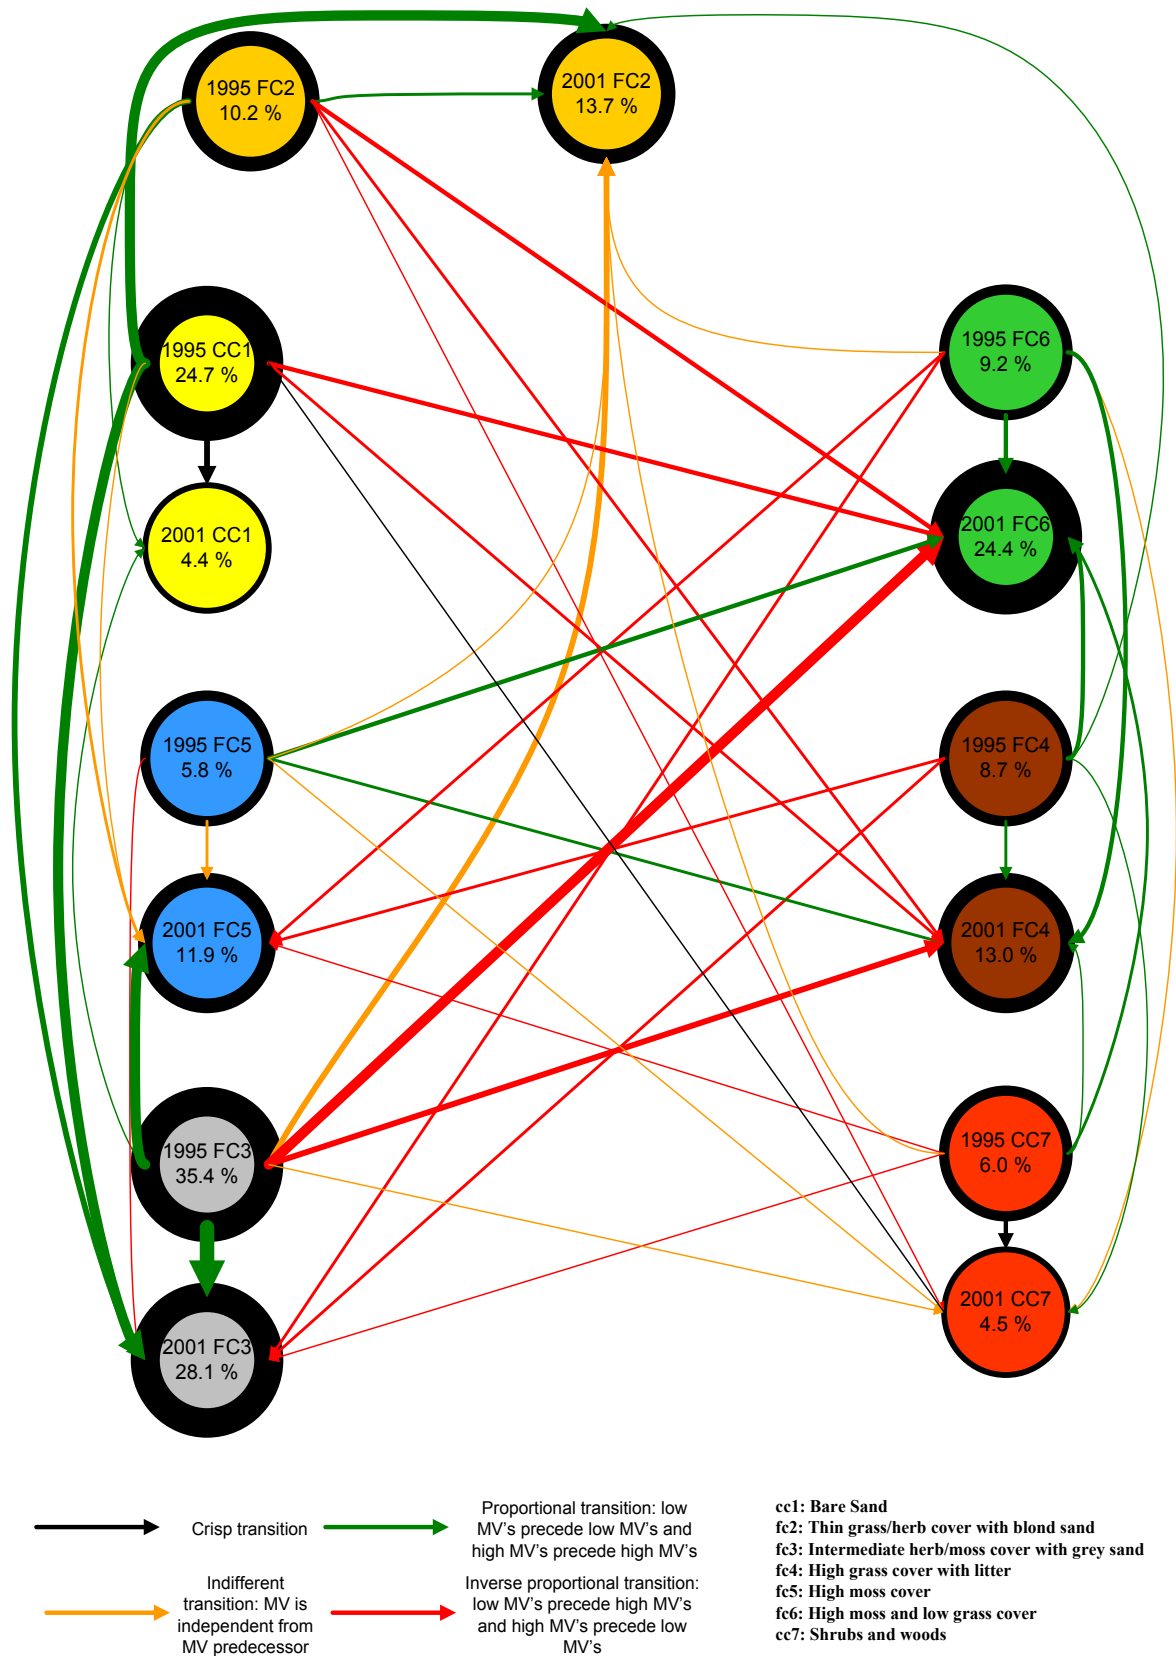 1995 FC2
10.2 %
2001 FC2
13.7 %
1995 CC1
24.7 %
1995 FC6
9.2 %
2001 CC1
4.4 %
2001 FC6
24.4 %
1995 FC5
5.8 %
1995 FC4
8.7 %
2001 FC5
11.9 %
2001 FC4
13.0 %
1995 FC3
35.4 %
1995 CC7
6.0 %
2001 FC3
28.1 %
2001 CC7
4.5 %
Crisp transition
Proportional transition: low
MV's precede low MV's and
high MV's precede high MV's
Indifferent
transition: MV is
independent from
MV predecessor
Inverse proportional transition:
low MV's precede high MV's
and high MV's precede low
MV's
cc1: Bare Sand
fc2: Thin grass/herb cover with blond sand
fc3: Intermediate herb/moss cover with grey sand
fc4: High grass cover with litter
fc5: High moss cover
fc6: High moss and low grass cover
cc7: Shrubs and woods